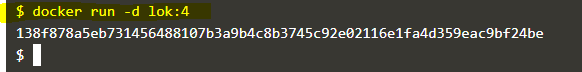 $ docker run -d lok:4
138f878a5eb731456488107b3a9b4c8b3745c92e02116e1fa4d359eac9bf24be
$